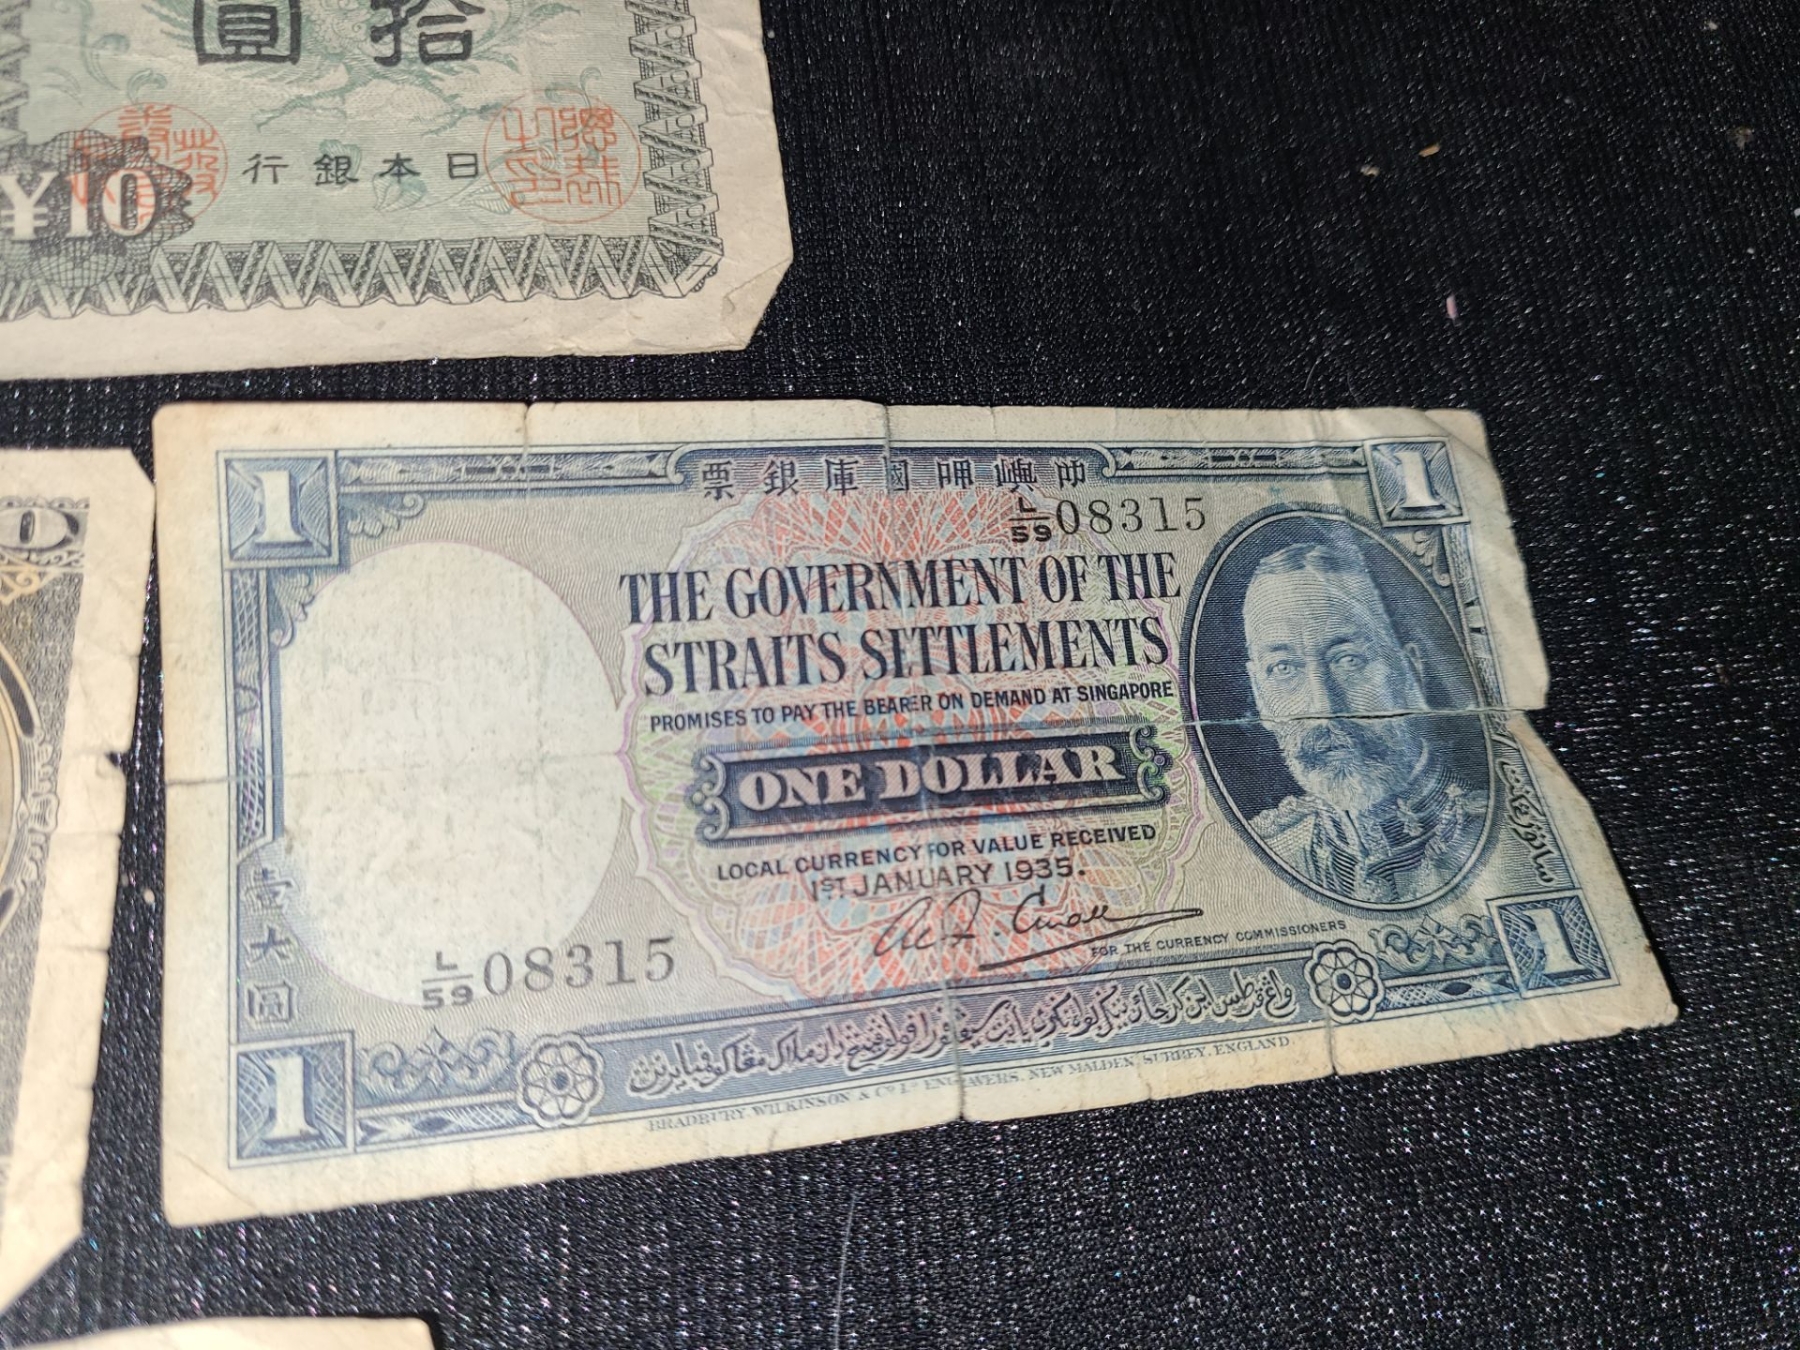 圓 拾
行銀本日
¥10
0
1
票銀庫國呷嶼叻
1
L/59 08315
THE GOVERNMENT OF THE
STRAITS SETTLEMENTS
PROMISES TO PAY THE BEARER ON DEMAND AT SINGAPORE
ONE DOLLAR
LOCAL CURRENCY FOR VALUE RECEIVED
1ST JANUARY 1935.
FOR THE CURRENCY COMMISSIONERS
壹大圓
L/59 08315
1
1
BRADBURY, WILKINSON & Co Ld ENGRAVERS, NEW MALDEN, SURREY, ENGLAND.